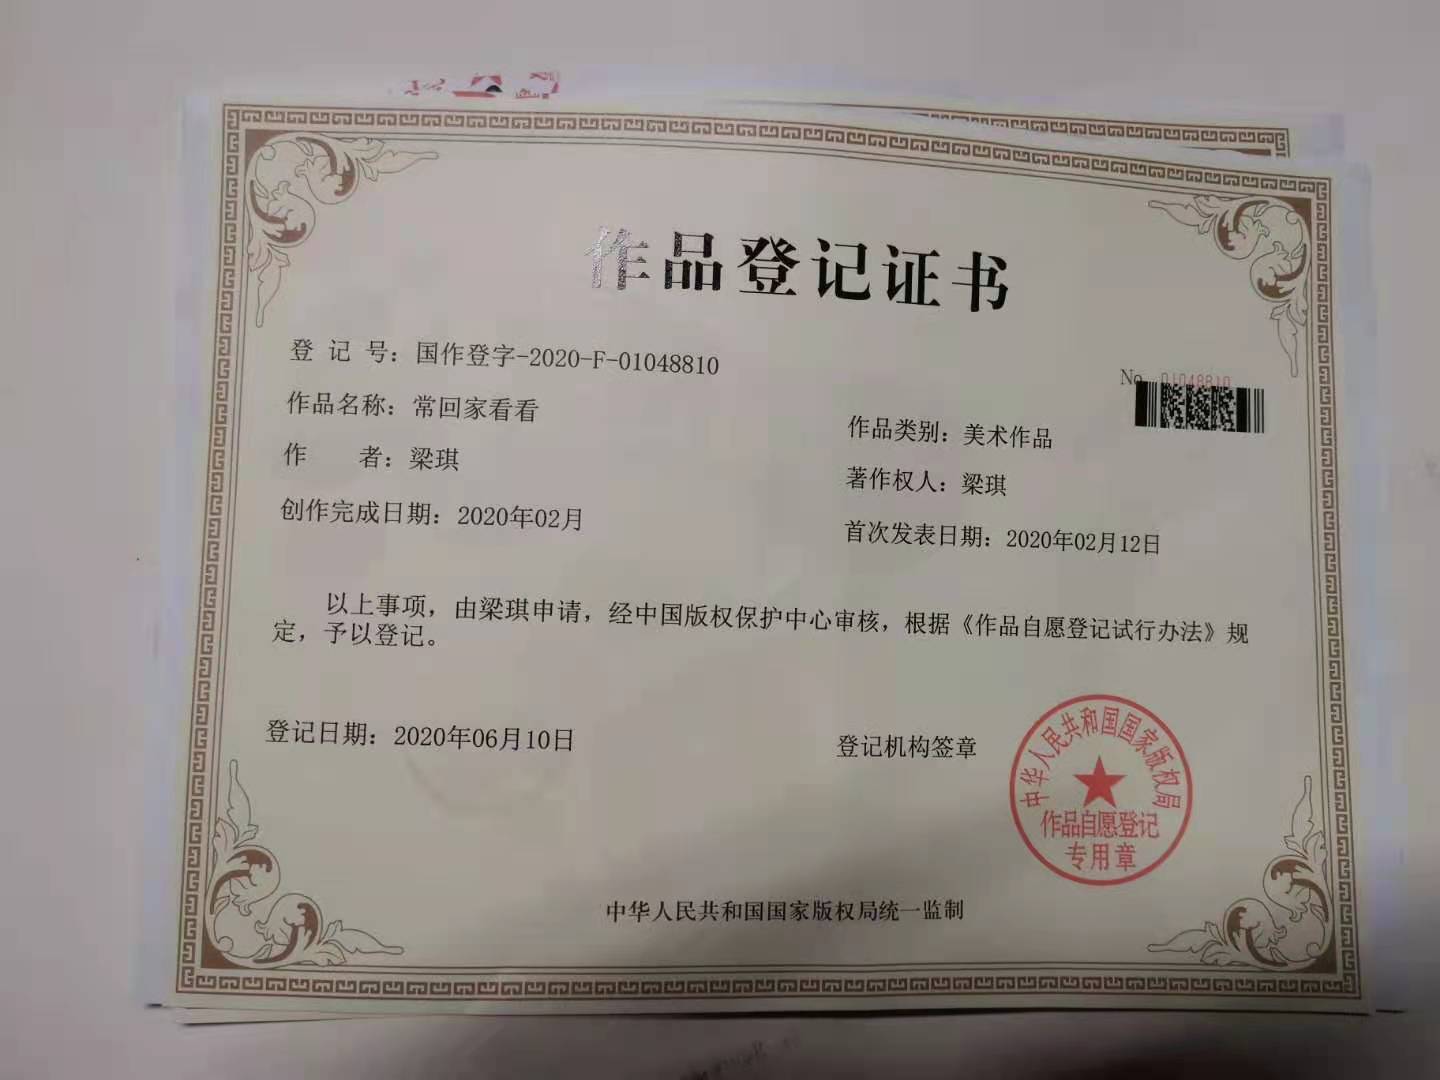 作品登记证书
登 记 号：国作登字-2020-F-01048810
No. 01048810
作品名称：常回家看看
作品类别：美术作品
作 者：梁琪
著作权人：梁琪
创作完成日期：2020年02月
首次发表日期：2020年02月12日
以上事项，由梁琪申请，经中国版权保护中心审核，根据《作品自愿登记试行办法》规
定，予以登记。
登记日期：2020年06月10日
登记机构签章
中华人民共和国国家版权局
作品自愿登记
专用章
中华人民共和国国家版权局统一监制